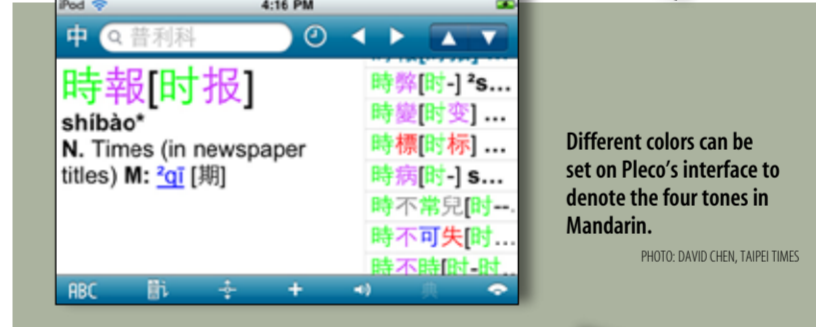 iPod 4:16 PM
中 普利科
時報[时报]
shíbào*
N. Times (in newspaper
titles) M: ²qī [期]
時弊[时-] ²s...
時變[时变] ...
時標[时标] ...
時病[时-] s...
時不常兒[时--.
時不可失[时...
時不時[时-时..
ABC 典
Different colors can be
set on Pleco's interface to
denote the four tones in
Mandarin.
PHOTO: DAVID CHEN, TAIPEI TIMES